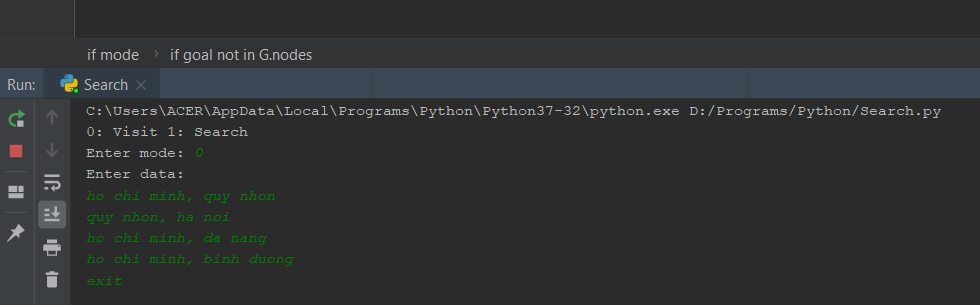 if mode › if goal not in G.nodes
Run: Search ×
C:\Users\ACER\AppData\Local\Programs\Python\Python37-32\python.exe D:/Programs/Python/Search.py
0: Visit 1: Search
Enter mode: 0
Enter data:
ho chi minh, quy nhon
quy nhon, ha noi
ho chi minh, da nang
ho chi minh, binh duong
exit